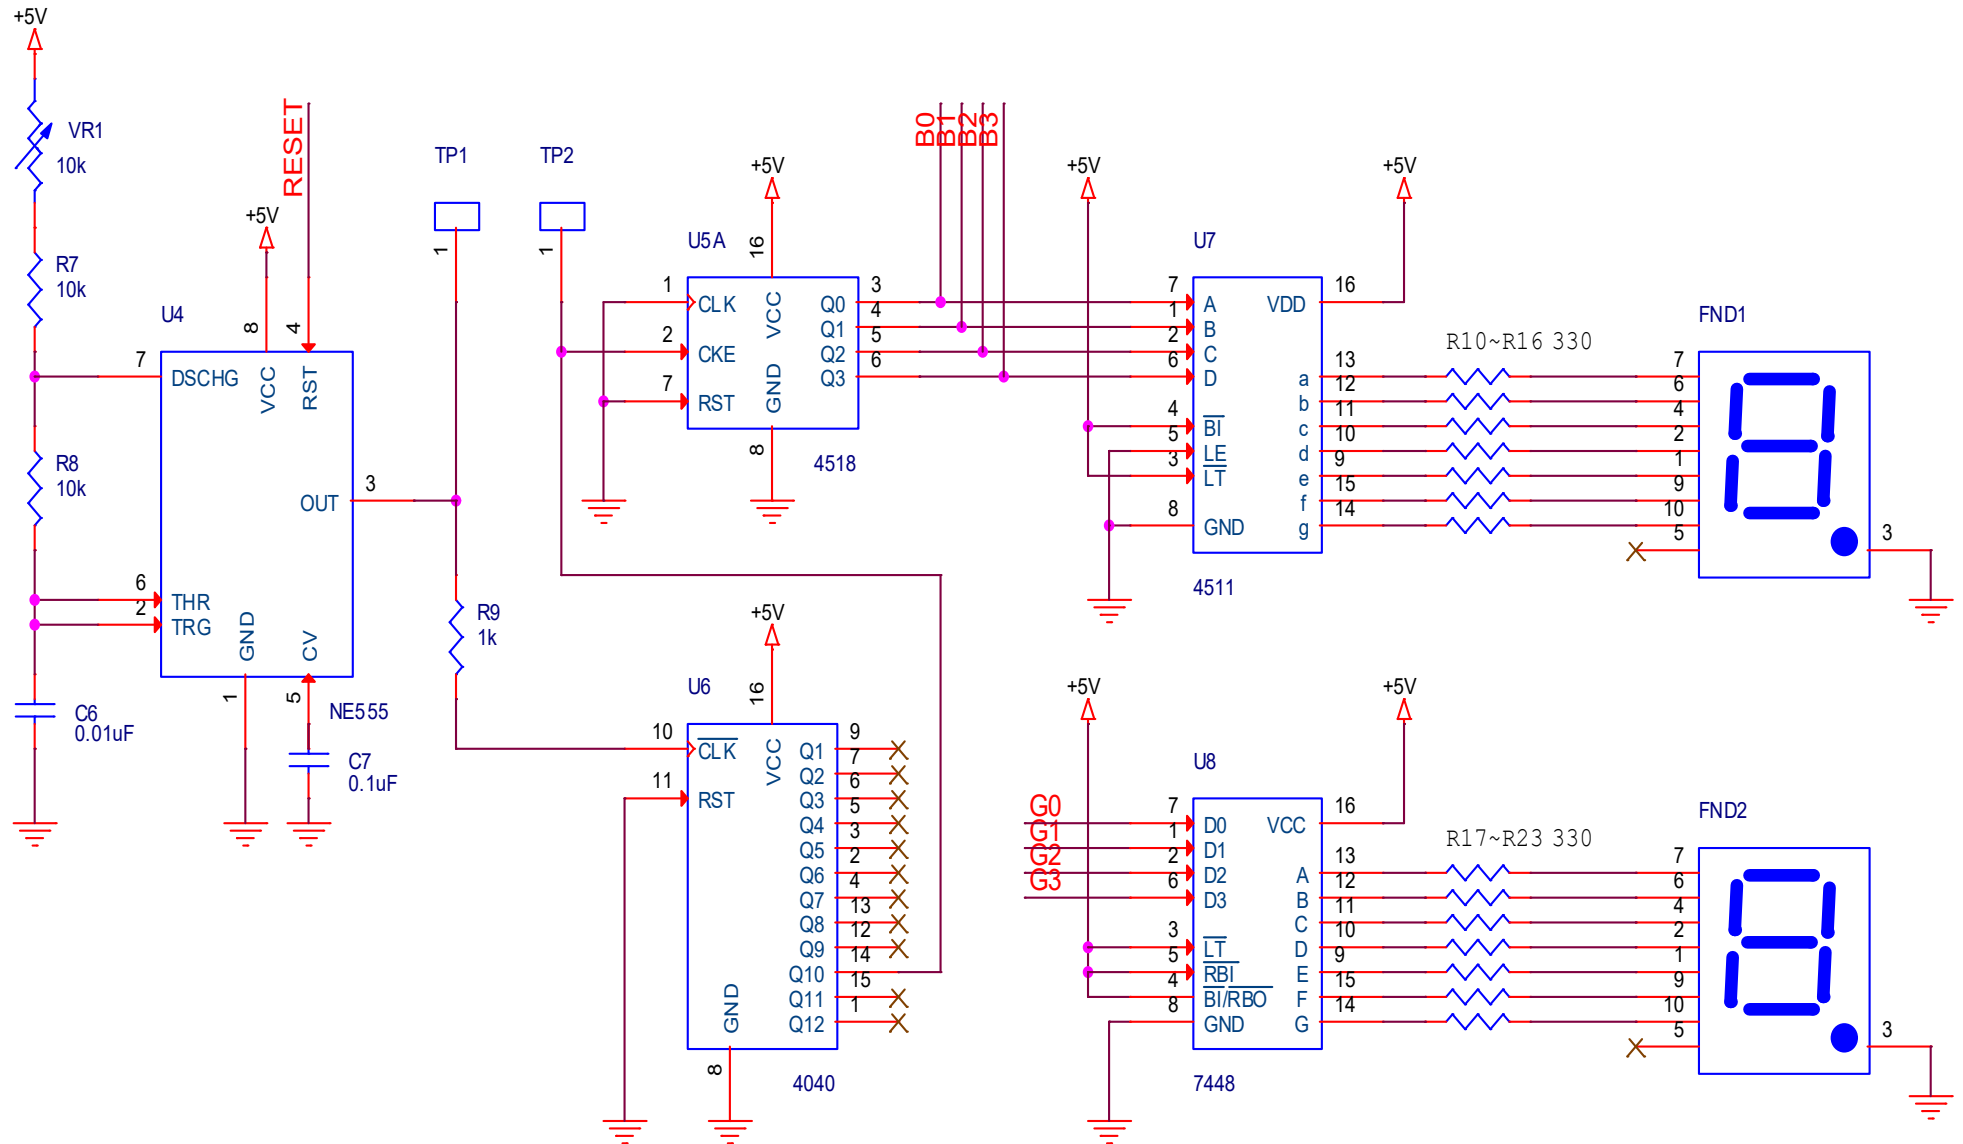 +5V
VR1
10k
R7
10k
R8
10k
C6
0.01uF
RESET
+5V
U4
8
4
7
DSCHG
VCC
RST
OUT
3
6
THR
2
TRG
GND
CV
1
5
NE555
C7
0.1uF
TP1
1
TP2
1
R9
1k
+5V
U5A
16
1
CLK
2
CKE
7
RST
VCC
GND
Q0
3
Q1
4
Q2
5
Q3
6
8
4518
B0
B1
B2
B3
+5V
U6
16
10
CLK
11
RST
VCC
GND
Q1
9
Q2
7
Q3
6
Q4
5
Q5
3
Q6
2
Q7
4
Q8
13
Q9
12
Q10
14
Q11
15
Q12
1
8
4040
+5V
+5V
U7
7
A
1
B
2
C
6
D
4
BI
5
LE
3
LT
8
GND
VDD
16
a
13
b
12
c
11
d
10
e
9
f
15
g
14
4511
R10~R16 330
FND1
7
6
4
2
1
9
10
5
3
+5V
+5V
U8
G0
G1
G2
G3
7
D0
1
D1
2
D2
6
D3
3
LT
5
RBI
4
BI/RBO
8
GND
VCC
16
A
13
B
12
C
11
D
10
E
9
F
15
G
14
7448
R17~R23 330
FND2
7
6
4
2
1
9
10
5
3